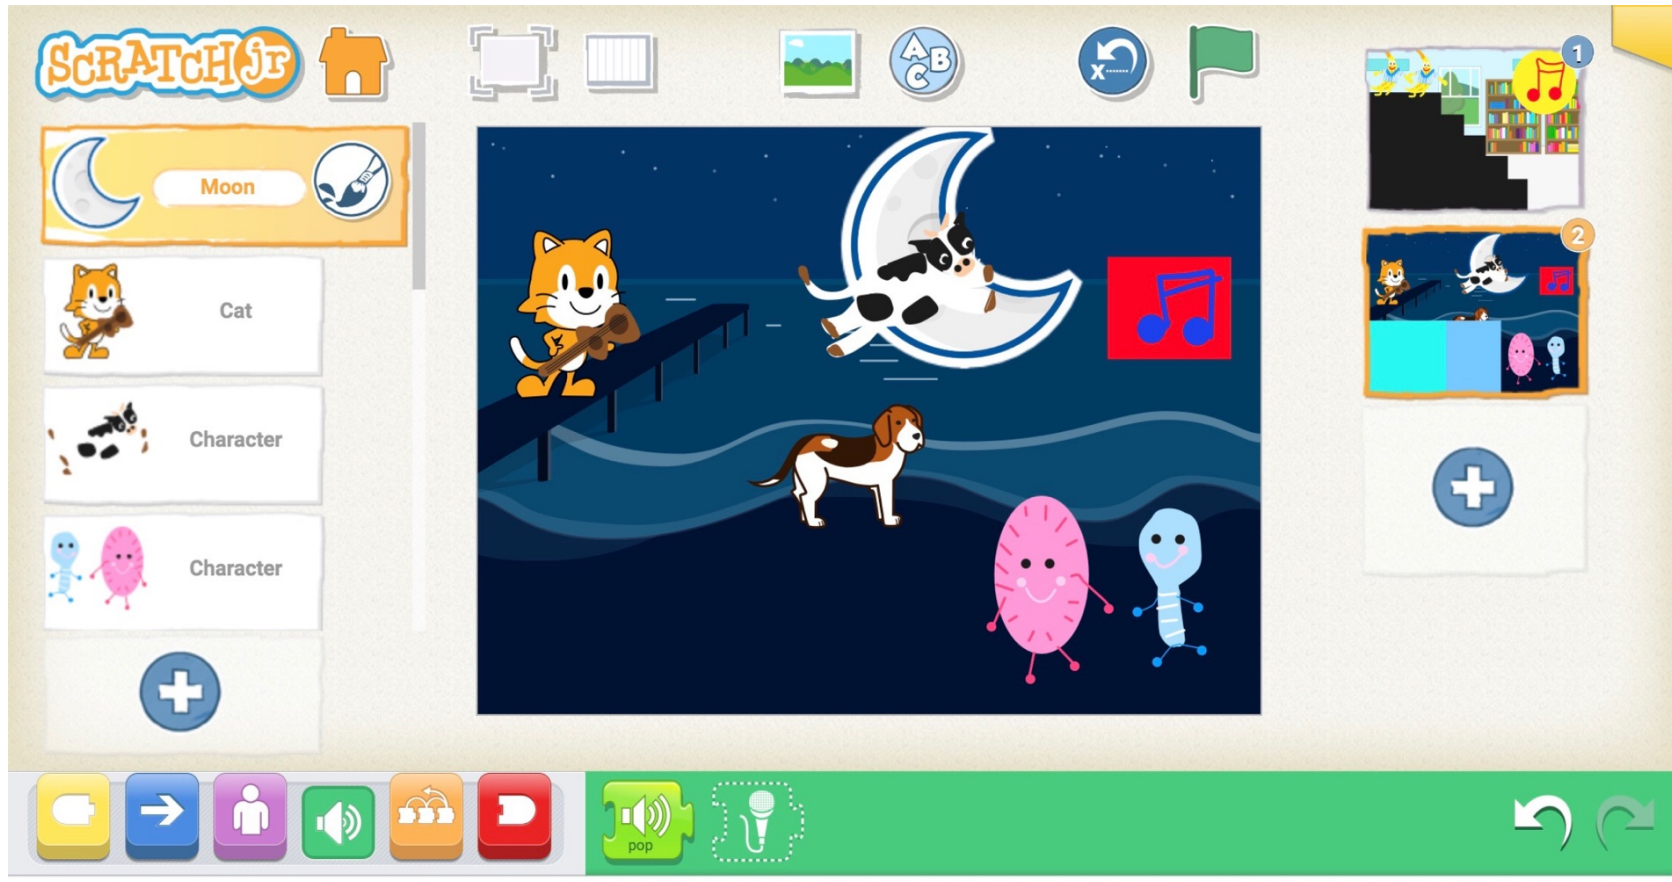 SCRATCHJr
A B C
X
1
Moon
2
Cat
Character
Character
pop